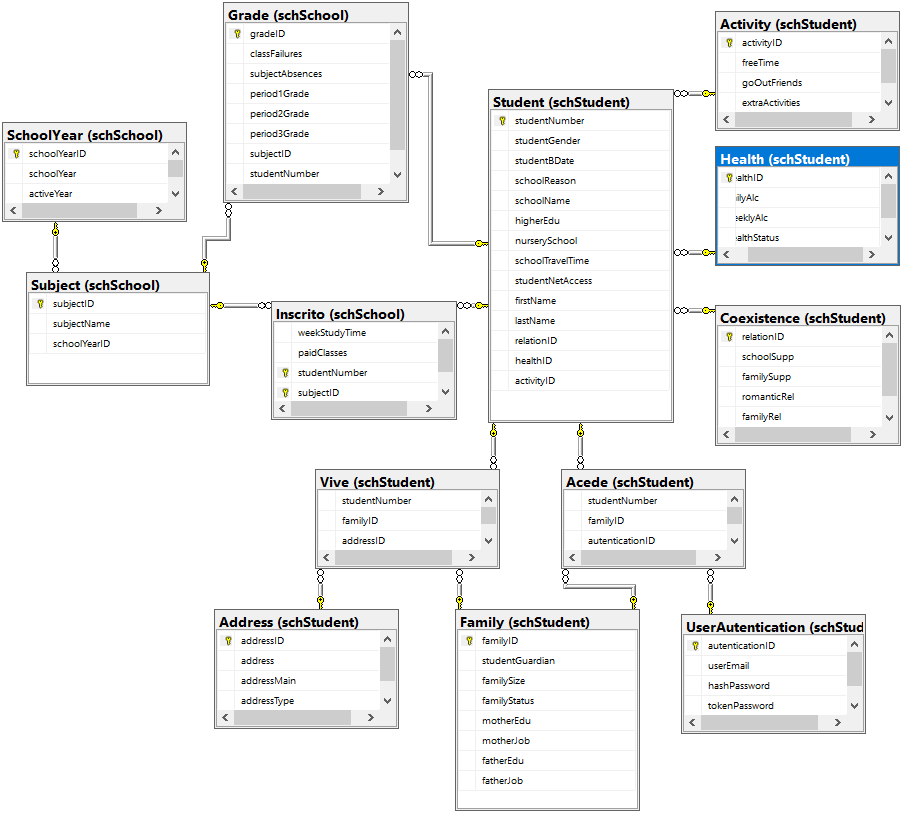 Grade (schSchool)
gradeID
classFailures
subjectAbsences
period1Grade
period2Grade
period3Grade
subjectID
studentNumber
Activity (schStudent)
activityID
freeTime
goOutFriends
extraActivities
Student (schStudent)
studentNumber
studentGender
studentBDate
schoolReason
schoolName
higherEdu
nurserySchool
schoolTravelTime
studentNetAccess
firstName
lastName
relationID
healthID
activityID
SchoolYear (schSchool)
schoolYearID
schoolYear
activeYear
Health (schStudent)
ealthID
ilyAlc
eeklyAlc
ealthStatus
Subject (schSchool)
subjectID
subjectName
schoolYearID
Inscrito (schSchool)
weekStudyTime
paidClasses
studentNumber
subjectID
Coexistence (schStudent)
relationID
schoolSupp
familySupp
romanticRel
familyRel
Vive (schStudent)
studentNumber
familyID
addressID
Acede (schStudent)
studentNumber
familyID
autenticationID
Address (schStudent)
addressID
address
addressMain
addressType
Family (schStudent)
familyID
studentGuardian
familySize
familyStatus
motherEdu
motherJob
fatherEdu
fatherJob
UserAutentication (schStud
autenticationID
userEmail
hashPassword
tokenPassword